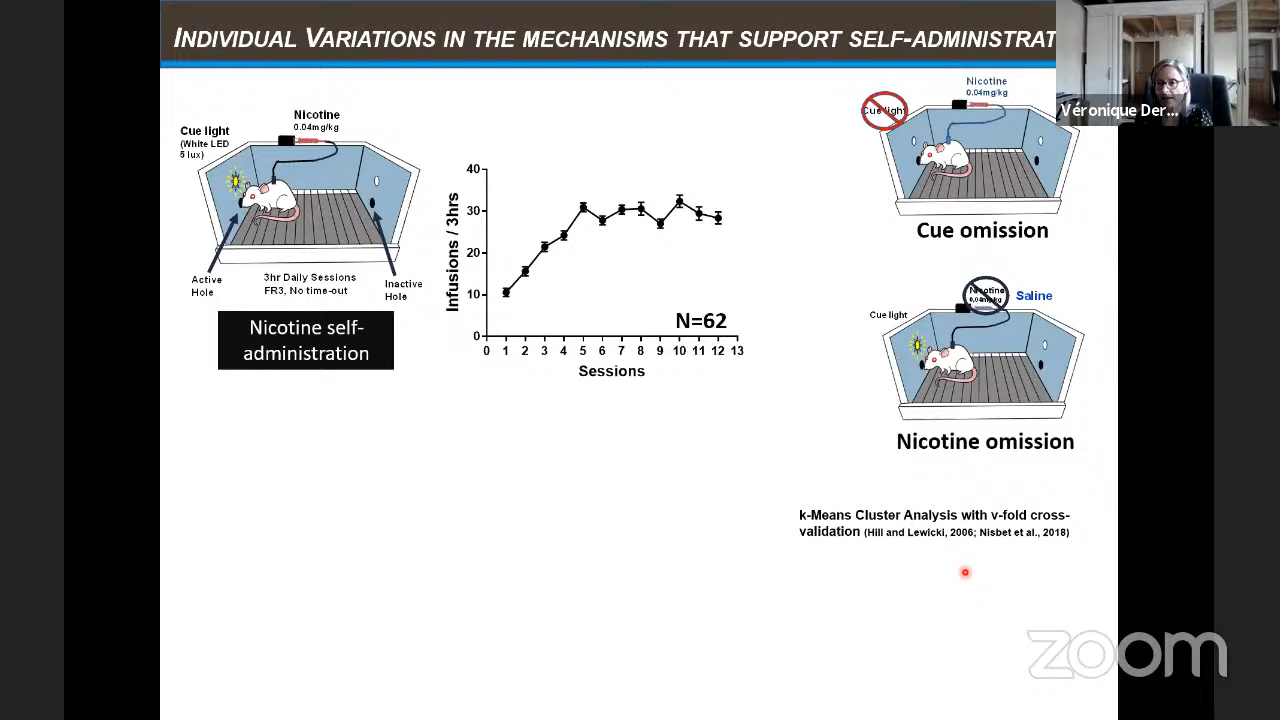 INDIVIDUAL VARIATIONS IN THE MECHANISMS THAT SUPPORT SELF-ADMINISTRAT
Véronique Der...
Nicotine
0.04mg/kg
Cue light
(White LED
5 lux)
Active
Hole
3hr Daily Sessions
FR3, No time-out
Inactive
Hole
Nicotine self-
administration
Infusions / 3hrs
40
30
20
10
0
N=62
0 1 2 3 4 5 6 7 8 9 10 11 12 13
Sessions
Cue light
Nicotine
0.04mg/kg
Cue omission
Nicotine
0.04mg/kg
Saline
Cue light
Nicotine omission
k-Means Cluster Analysis with v-fold cross-
validation (Hill and Lewicki, 2006; Nisbet et al., 2018)
zoom